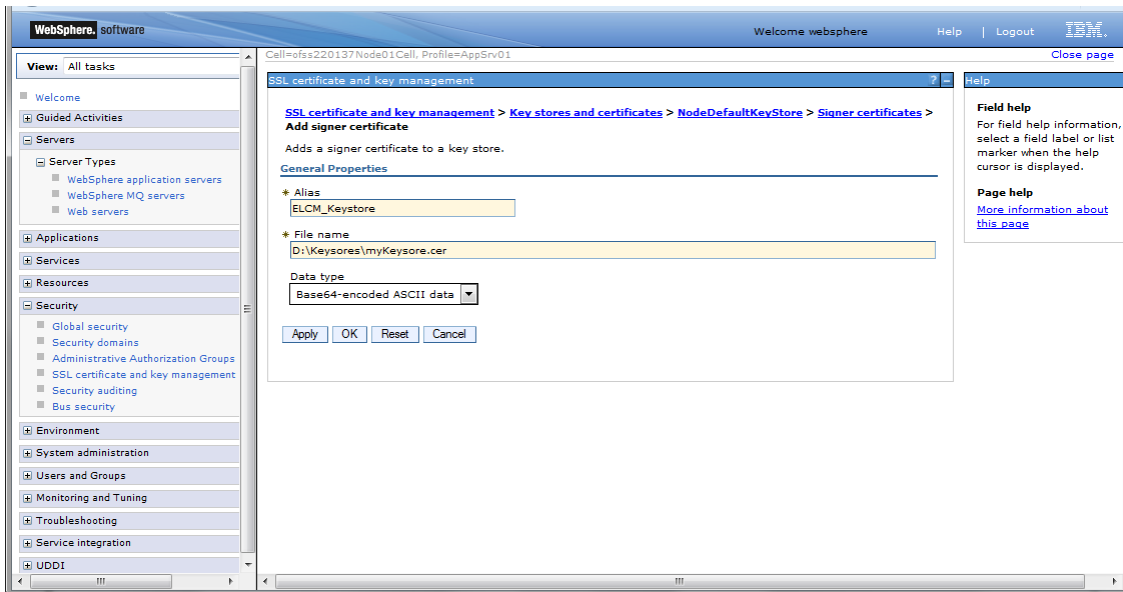 WebSphere. software
Welcome websphere
Help | Logout
IBM.
View: All tasks
Cell=ofss220137Node01Cell, Profile=AppSrv01
Close page
Welcome
Guided Activities
Servers
Server Types
WebSphere application servers
WebSphere MQ servers
Web servers
Applications
Services
Resources
Security
Global security
Security domains
Administrative Authorization Groups
SSL certificate and key management
Security auditing
Bus security
Environment
System administration
Users and Groups
Monitoring and Tuning
Troubleshooting
Service integration
UDDI
SSL certificate and key management
? –
SSL certificate and key management > Key stores and certificates > NodeDefaultKeyStore > Signer certificates >
Add signer certificate
Adds a signer certificate to a key store.
General Properties
* Alias
ELCM_Keystore
* File name
D:\Keysores\myKeysore.cer
Data type
Base64-encoded ASCII data
Apply OK Reset Cancel
Help
Field help
For field help information,
select a field label or list
marker when the help
cursor is displayed.
Page help
More information about
this page